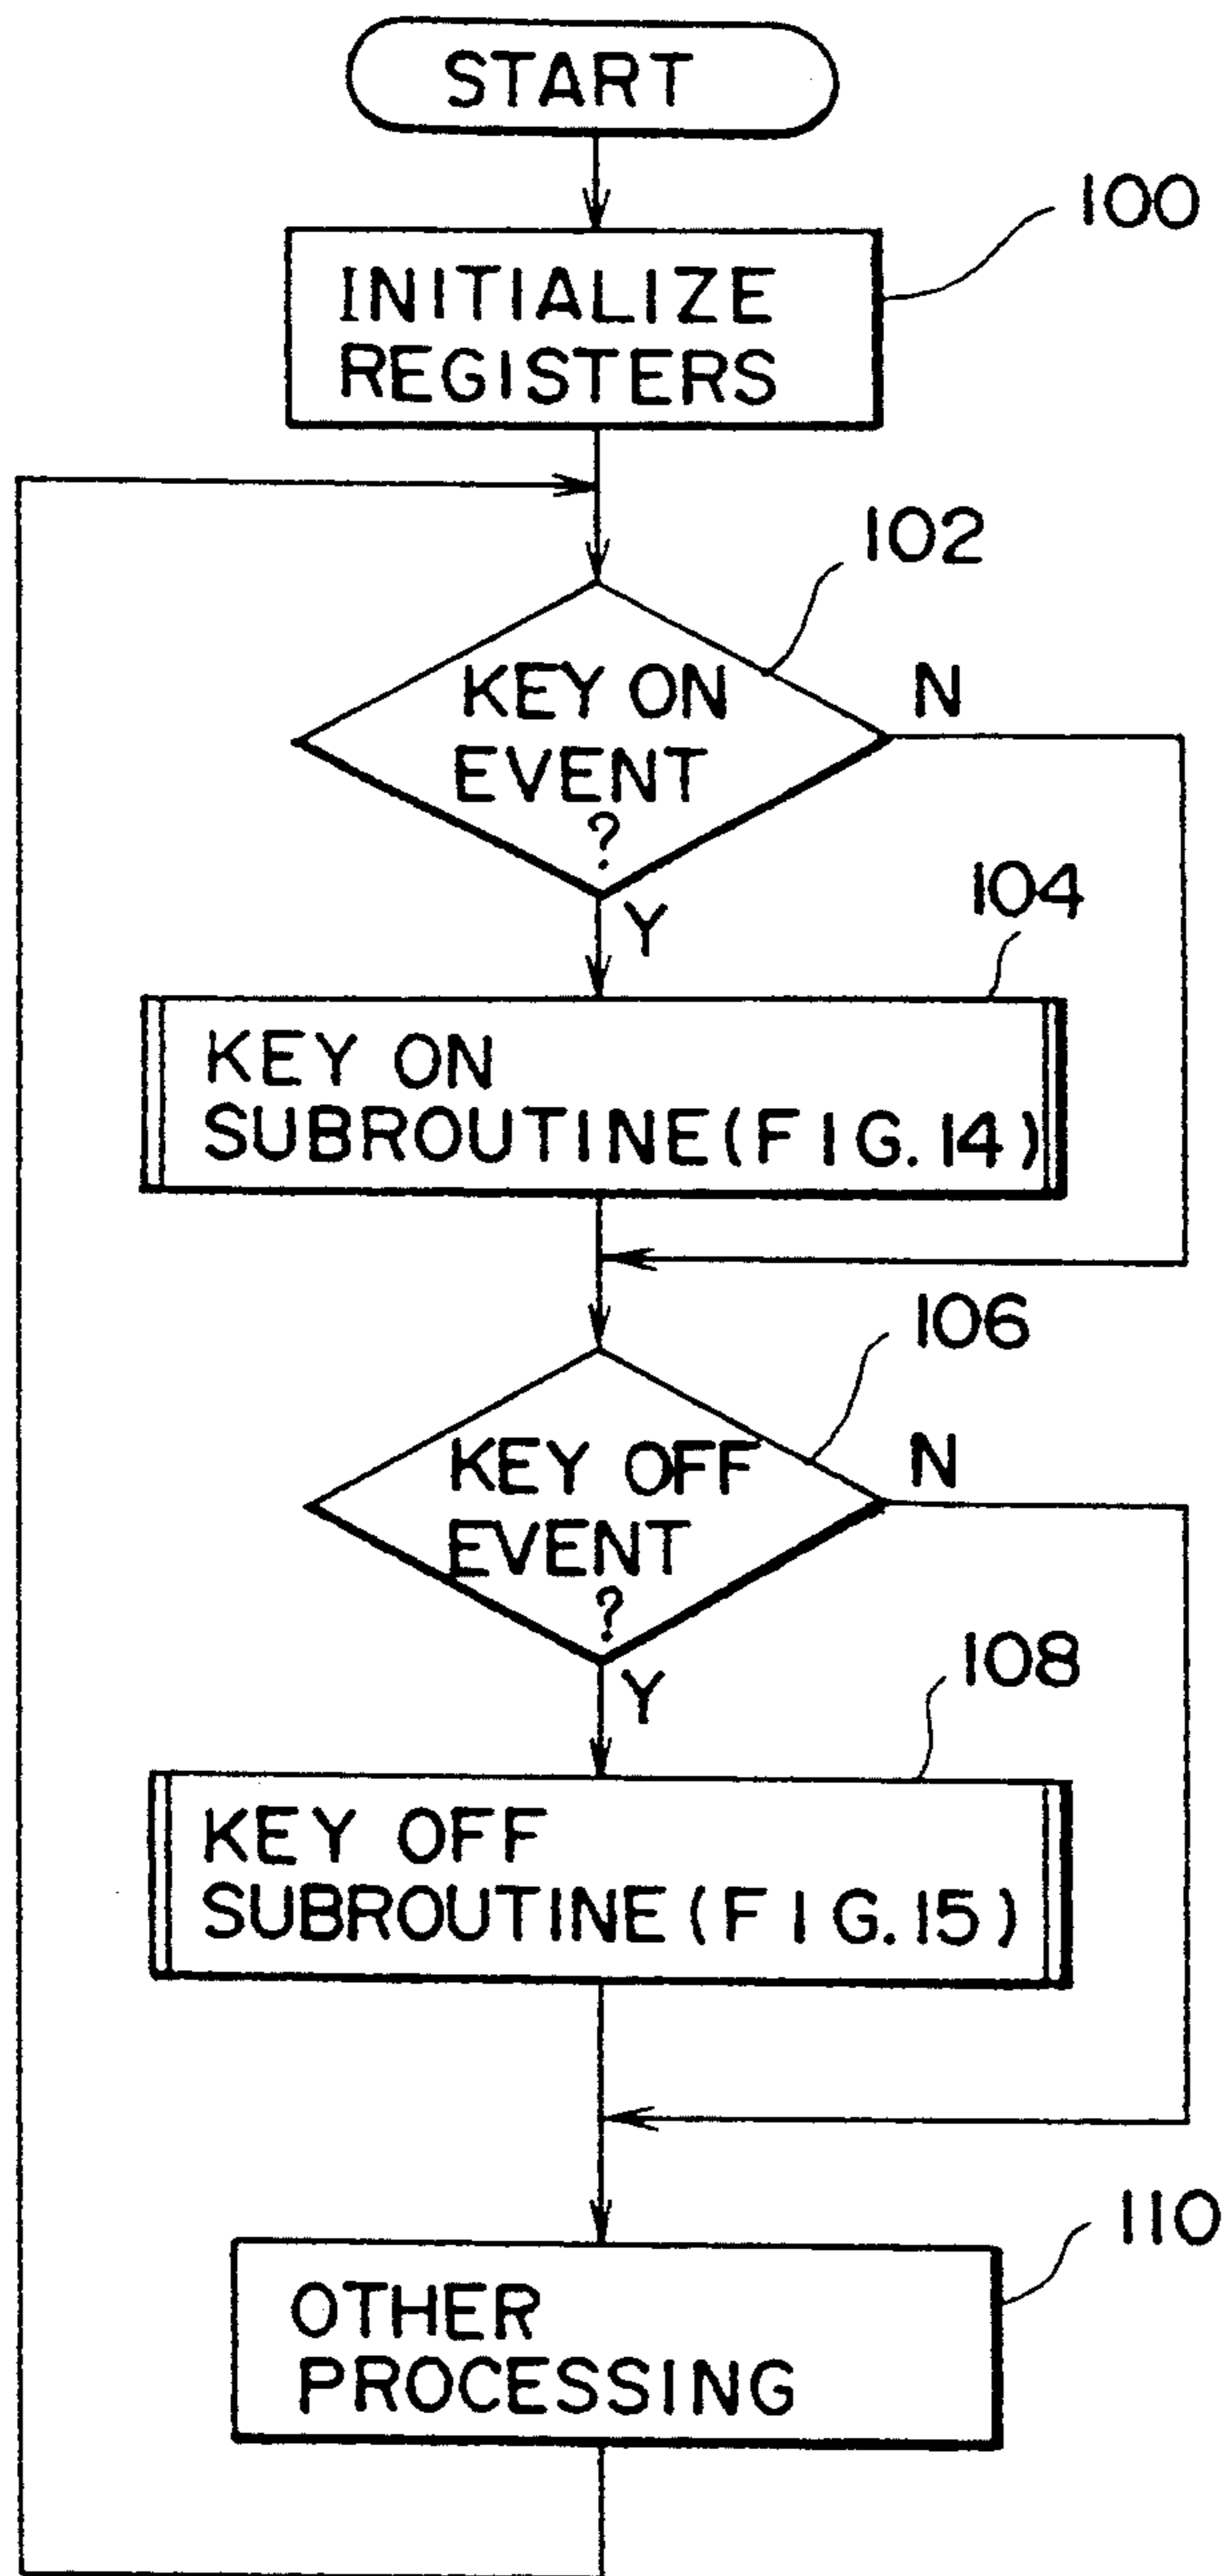 START
100
INITIALIZE
REGISTERS
102
KEY ON
EVENT
?
N
Y
104
KEY ON
SUBROUTINE (FIG. 14)
106
KEY OFF
EVENT
?
N
Y
108
KEY OFF
SUBROUTINE (FIG. 15)
110
OTHER
PROCESSING